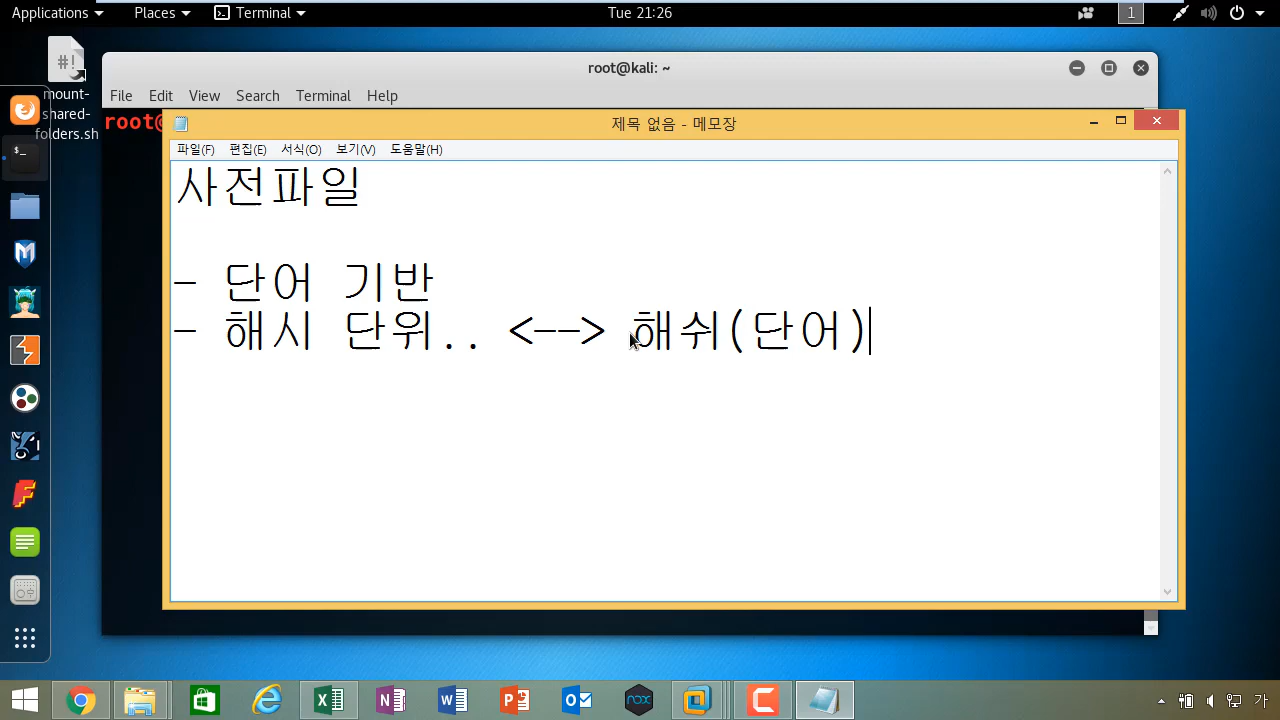 Applications Places Terminal Tue 21:26 1
#!
mount-
shared-
folders.sh
root@kali: ~
File Edit View Search Terminal Help
root@
제목 없음 - 메모장
파일(F) 편집(E) 서식(O) 보기(V) 도움말(H)
사전파일
- 단어 기반
- 해시 단위.. <--> 해쉬(단어)
가